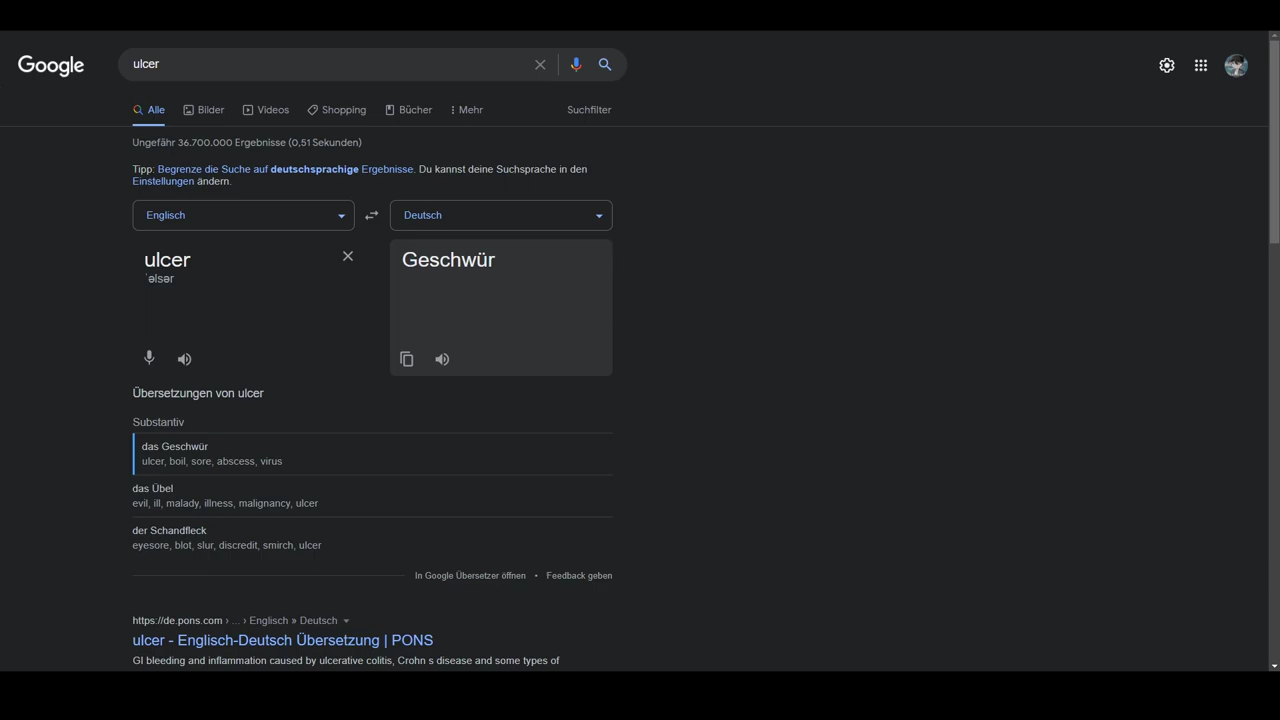 Google
ulcer
Alle Bilder Videos Shopping Bücher Mehr Suchfilter
Ungefähr 36.700.000 Ergebnisse (0,51 Sekunden)
Tipp: Begrenze die Suche auf deutschsprachige Ergebnisse. Du kannst deine Suchsprache in den
Einstellungen ändern.
Englisch Deutsch
ulcer Geschwür
ˈəlsər
Übersetzungen von ulcer
Substantiv
das Geschwür
ulcer, boil, sore, abscess, virus
das Übel
evil, ill, malady, illness, malignancy, ulcer
der Schandfleck
eyesore, blot, slur, discredit, smirch, ulcer
In Google Übersetzer öffnen • Feedback geben
https://de.pons.com › ... › Englisch » Deutsch
ulcer - Englisch-Deutsch Übersetzung | PONS
GI bleeding and inflammation caused by ulcerative colitis, Crohn s disease and some types of